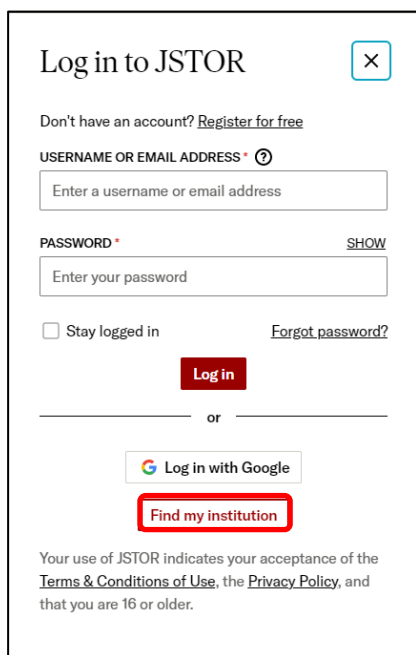 Log in to JSTOR
Don't have an account? Register for free
USERNAME OR EMAIL ADDRESS * ?
Enter a username or email address
PASSWORD * SHOW
Enter your password
Stay logged in Forgot password?
Log in
or
Log in with Google
Find my institution
Your use of JSTOR indicates your acceptance of the
Terms & Conditions of Use, the Privacy Policy, and
that you are 16 or older.